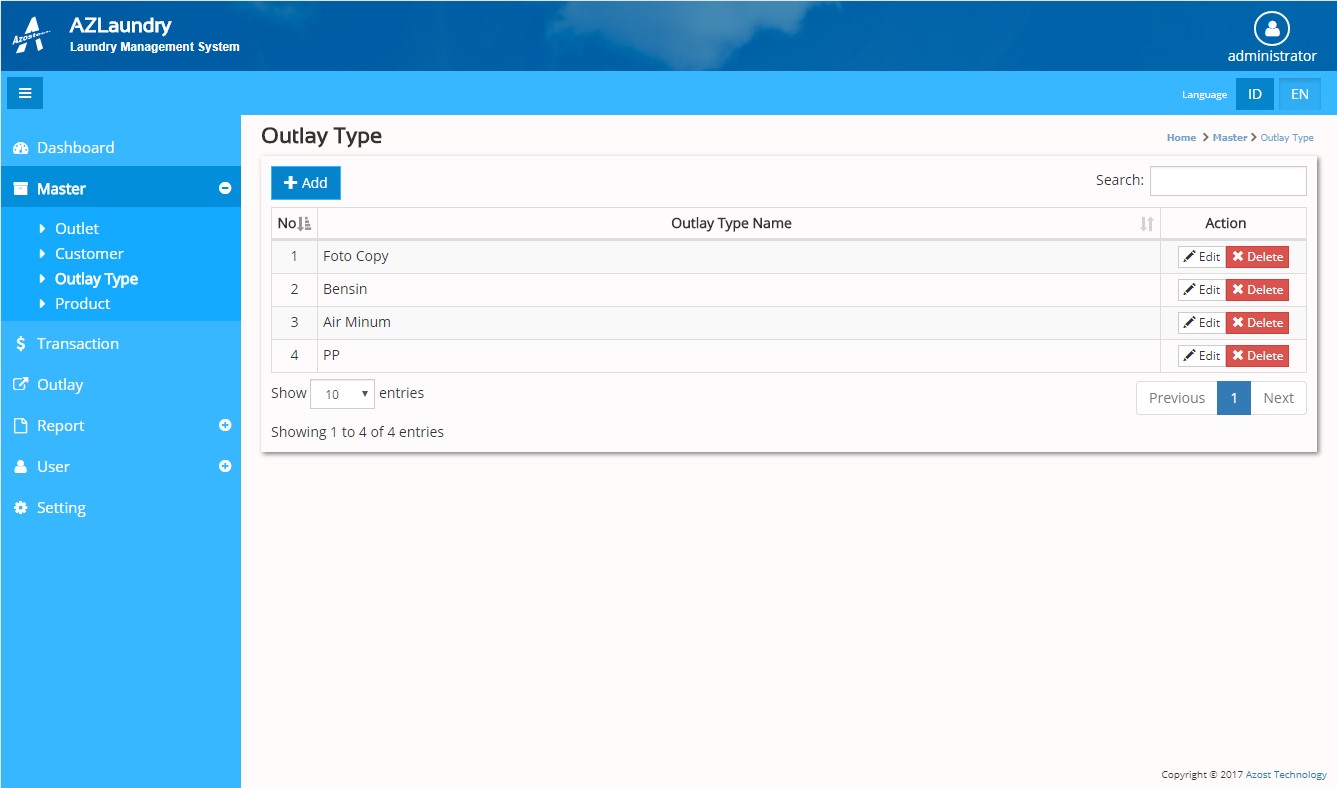 AZLaundry
Azost
Laundry Management System
administrator
Language ID EN
Outlay Type
Home Master Outlay Type
Dashboard
Master
Outlet
Customer
Outlay Type
Product
Transaction
Outlay
Report
User
Setting
Add
Search:
No Outlay Type Name Action
1 Foto Copy Edit Delete
2 Bensin Edit Delete
3 Air Minum Edit Delete
4 PP Edit Delete
Show 10 entries
Previous 1 Next
Showing 1 to 4 of 4 entries
Copyright © 2017 Azost Technology